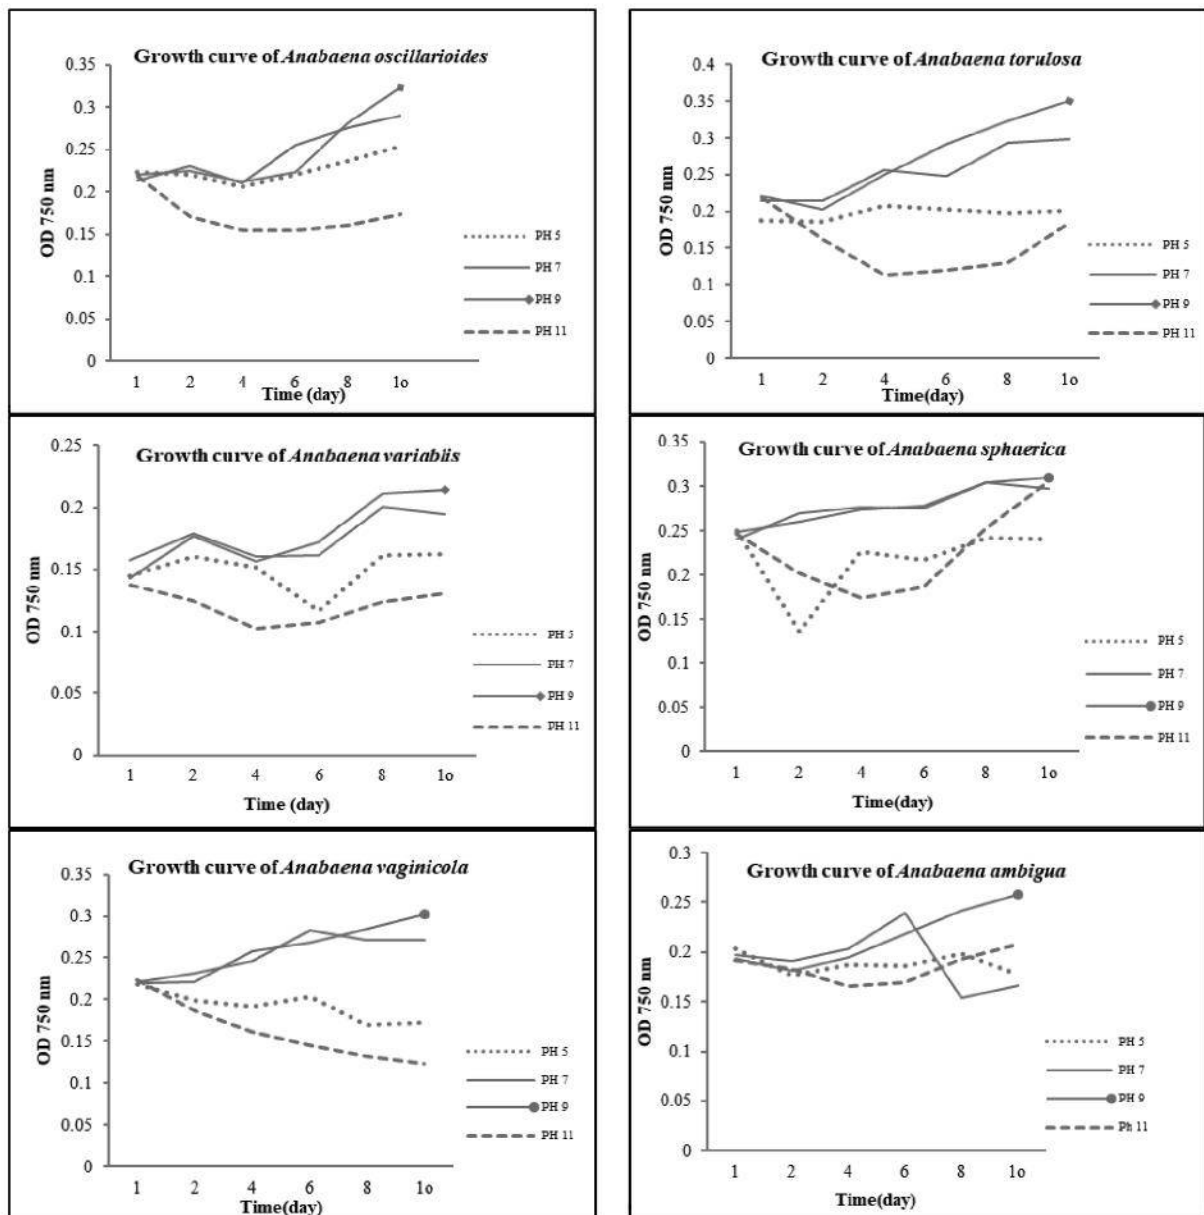 Growth curve of Anabaena oscillarioides
0.35
0.3
0.25
0.2
0.15
0.1
0.05
0
OD 750 nm
PH 5
PH 7
PH 9
PH 11
1 2 4 6 8 1o
Time (day)
Growth curve of Anabaena torulosa
0.4
0.35
0.3
0.25
0.2
0.15
0.1
0.05
0
OD 750 nm
PH 5
PH 7
PH 9
PH 11
1 2 4 6 8 1o
Time(day)
Growth curve of Anabaena variabiis
0.25
0.2
0.15
0.1
0.05
0
OD 750 nm
PH 5
PH 7
PH 9
PH 11
1 2 4 6 8 1o
Time (day)
Growth curve of Anabaena sphaerica
0.35
0.3
0.25
0.2
0.15
0.1
0.05
0
OD 750 nm
PH 5
PH 7
PH 9
PH 11
1 2 4 6 8 1o
Time(day)
Growth curve of Anabaena vaginicola
0.35
0.3
0.25
0.2
0.15
0.1
0.05
0
OD 750 nm
PH 5
PH 7
PH 9
PH 11
1 2 4 6 8 1o
Time(day)
Growth curve of Anabaena ambigua
0.3
0.25
0.2
0.15
0.1
0.05
0
OD 750 nm
PH 5
PH 7
PH 9
Ph 11
1 2 4 6 8 1o
Time(day)